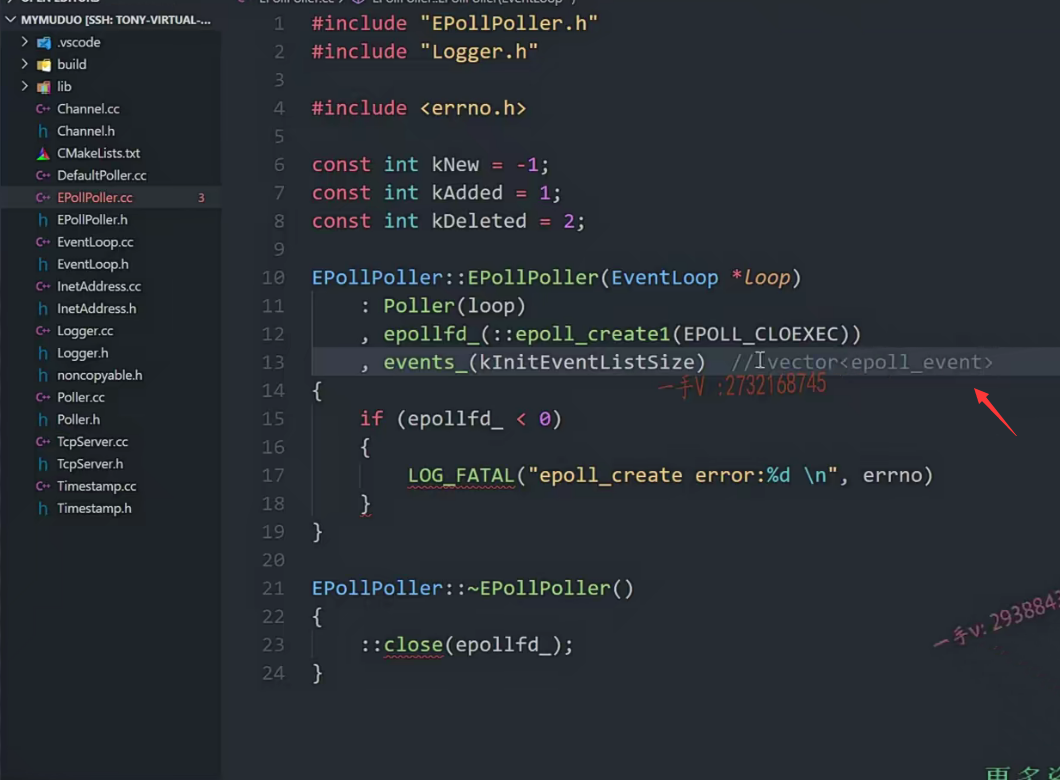 MYMUDUO [SSH: TONY-VIRTUAL-...
.vscode
build
lib
Channel.cc
Channel.h
CMakeLists.txt
DefaultPoller.cc
EPollPoller.cc 3
EPollPoller.h
EventLoop.cc
EventLoop.h
InetAddress.cc
InetAddress.h
Logger.cc
Logger.h
noncopyable.h
Poller.cc
Poller.h
TcpServer.cc
TcpServer.h
Timestamp.cc
Timestamp.h
1 #include "EPollPoller.h"
2 #include "Logger.h"
3
4 #include <errno.h>
5
6 const int kNew = -1;
7 const int kAdded = 1;
8 const int kDeleted = 2;
9
10 EPollPoller::EPollPoller(EventLoop *loop)
11 : Poller(loop)
12 , epollfd_(::epoll_create1(EPOLL_CLOEXEC))
13 , events_(kInitEventListSize) // vector<epoll_event>
一手V :2732168745
14 {
15 if (epollfd_ < 0)
16 {
17 LOG_FATAL("epoll_create error:%d \n", errno)
18 }
19 }
20
21 EPollPoller::~EPollPoller()
22 {
23 ::close(epollfd_);
24 }
一手v: 293884